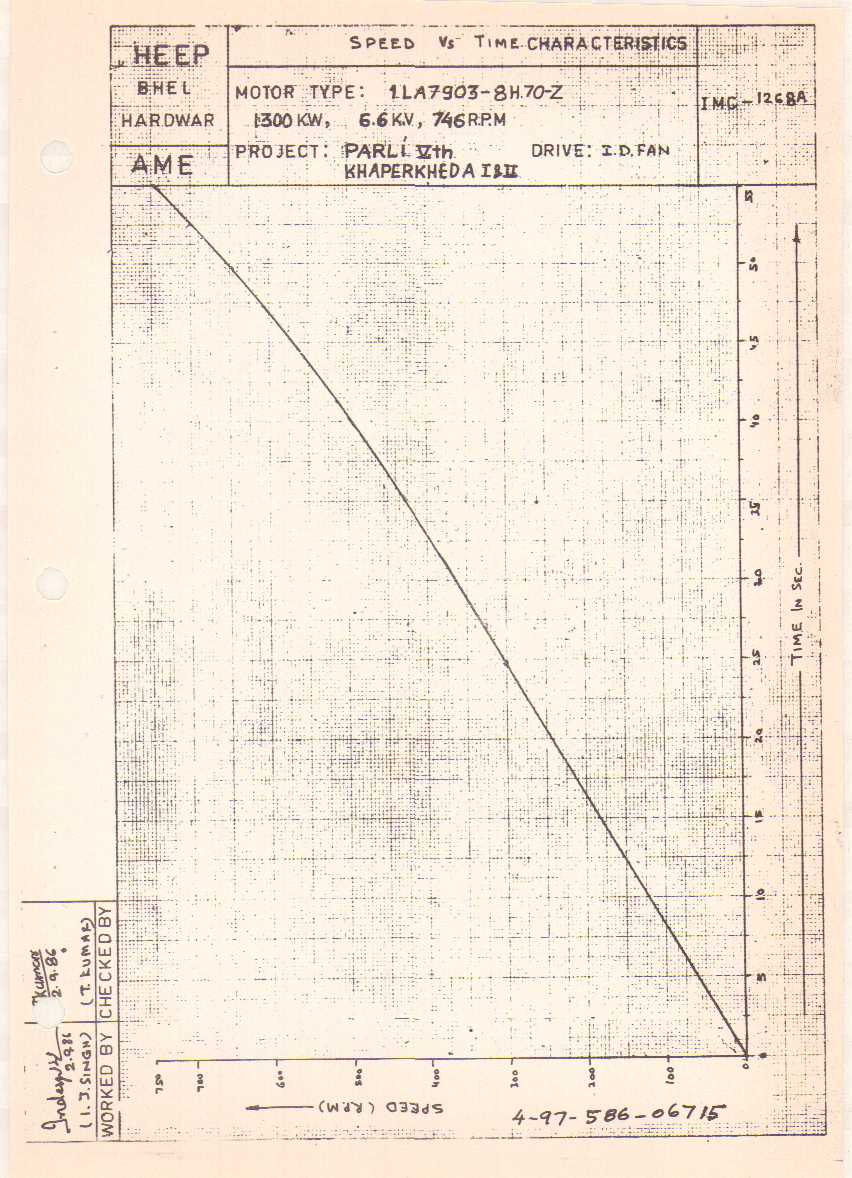 HEEP
BHEL
HARDWAR
AME
SPEED Vs TIME CHARACTERISTICS
MOTOR TYPE: 1LA7903-8H.70-Z
1300 KW, 6.6 KV, 746 R.P.M
PROJECT: PARLI Vth DRIVE: I.D. FAN
KHAPERKHEDA I & II
IMC-1268A
55
50
45
40
35
30
25
20
15
10
5
0
TIME IN SEC.
750
700
600
500
400
300
200
100
0
SPEED (R.P.M)
4-97-586-06715
2.9.86
(T. KUMAR)
CHECKED BY
2.9.86
(I.J. SINGH)
WORKED BY